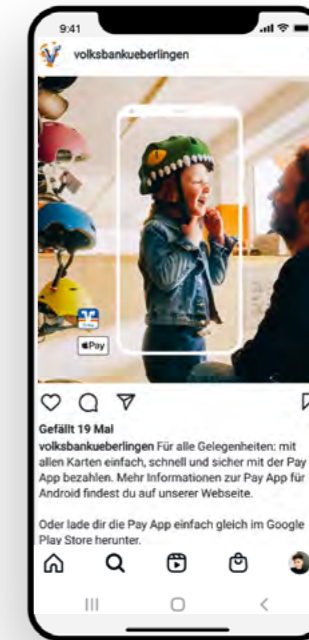 9:41
volksbankueberlingen
Pay
Gefällt 19 Mal
volksbankueberlingen Für alle Gelegenheiten: mit
allen Karten einfach, schnell und sicher mit der Pay
App bezahlen. Mehr Informationen zur Pay App für
Android findest du auf unserer Webseite.
Oder lade dir die Pay App einfach gleich im Google
Play Store herunter.